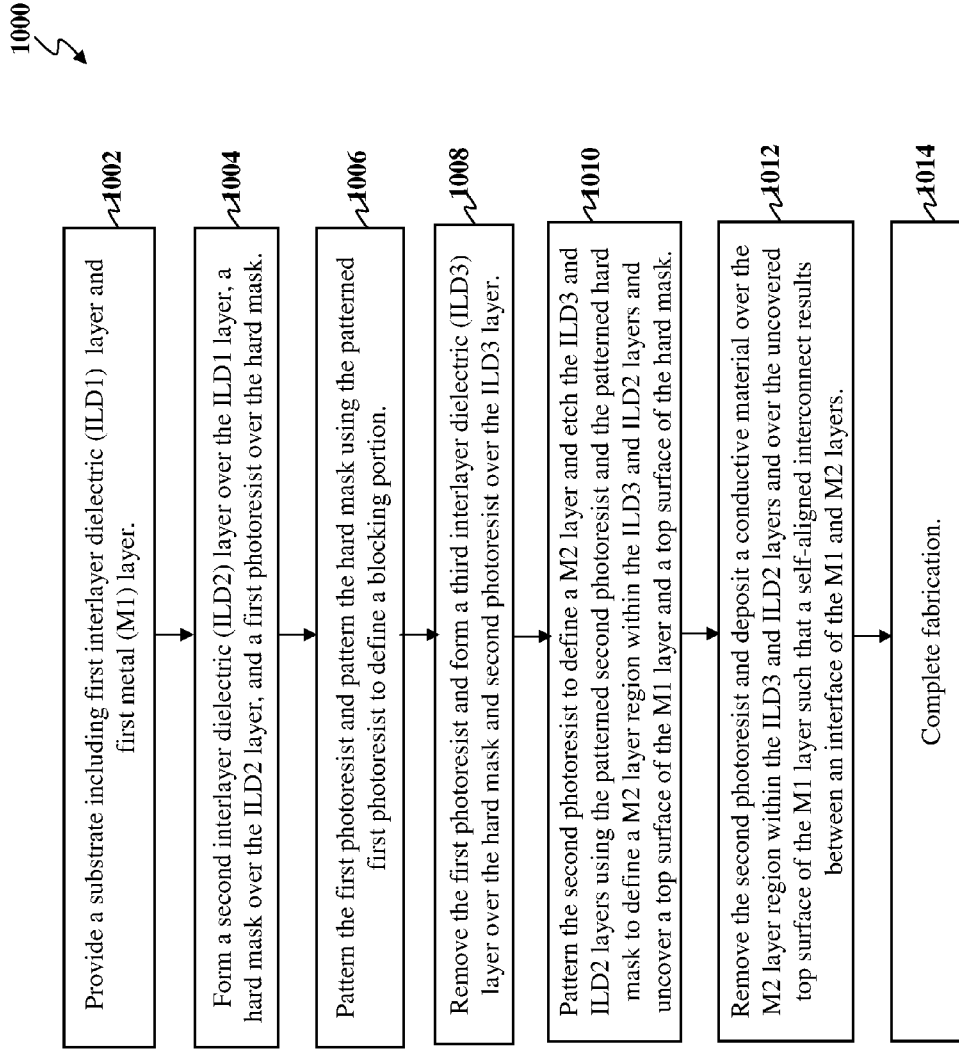 1000
1002
Provide a substrate including first interlayer dielectric (ILD1) layer and
first metal (M1) layer.
1004
Form a second interlayer dielectric (ILD2) layer over the ILD1 layer, a
hard mask over the ILD2 layer, and a first photoresist over the hard mask.
1006
Pattern the first photoresist and pattern the hard mask using the patterned
first photoresist to define a blocking portion.
1008
Remove the first photoresist and form a third interlayer dielectric (ILD3)
layer over the hard mask and second photoresist over the ILD3 layer.
1010
Pattern the second photoresist to define a M2 layer and etch the ILD3 and
ILD2 layers using the patterned second photoresist and the patterned hard
mask to define a M2 layer region within the ILD3 and ILD2 layers and
uncover a top surface of the M1 layer and a top surface of the hard mask.
1012
Remove the second photoresist and deposit a conductive material over the
M2 layer region within the ILD3 and ILD2 layers and over the uncovered
top surface of the M1 layer such that a self-aligned interconnect results
between an interface of the M1 and M2 layers.
1014
Complete fabrication.